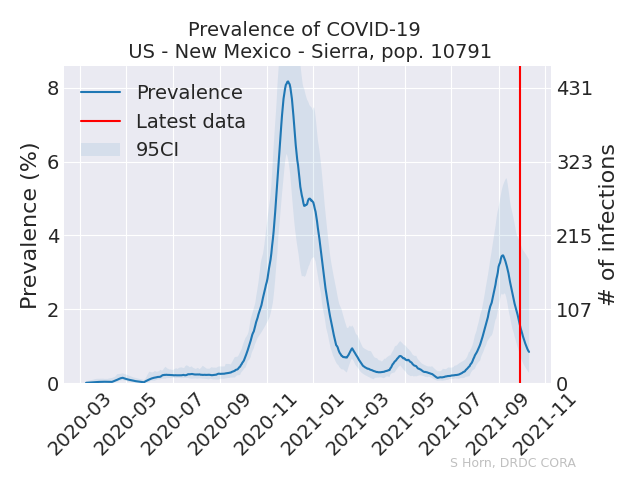 Prevalence of COVID-19
US - New Mexico - Sierra, pop. 10791
Prevalence
Latest data
95CI
Prevalence (%)
8
6
4
2
0
431
323
215
107
0
# of infections
2020-03
2020-05
2020-07
2020-09
2020-11
2021-01
2021-03
2021-05
2021-07
2021-09
2021-11
S Horn, DRDC CORA